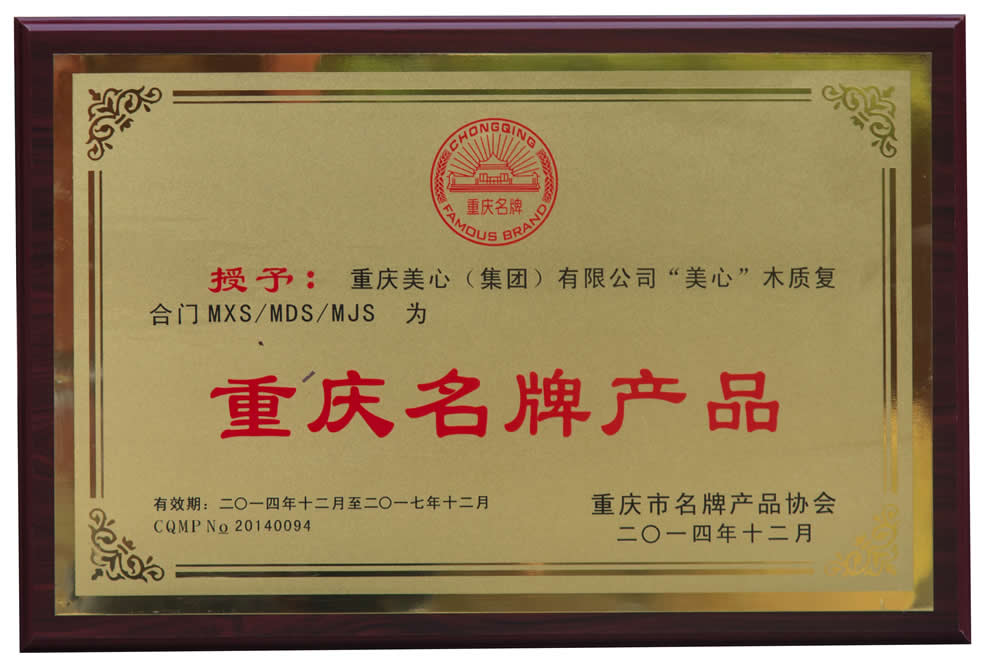 CHONGQING
重庆名牌
FAMOUS BRAND
授予：重庆美心（集团）有限公司“美心”木质复
合门MXS/MDS/MJS 为
重庆名牌产品
有效期：二〇一四年十二月至二〇一七年十二月
CQMP No 20140094
重庆市名牌产品协会
二〇一四年十二月